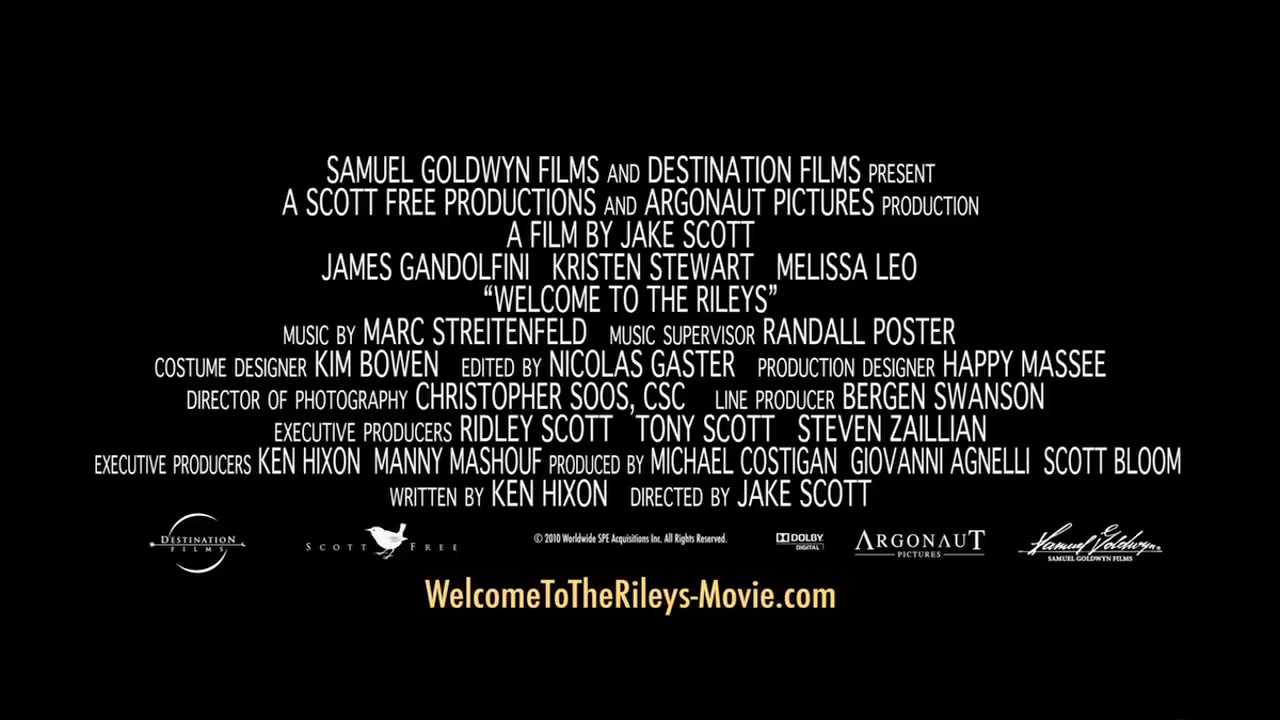 SAMUEL GOLDWYN FILMS AND DESTINATION FILMS PRESENT
A SCOTT FREE PRODUCTIONS AND ARGONAUT PICTURES PRODUCTION
A FILM BY JAKE SCOTT
JAMES GANDOLFINI KRISTEN STEWART MELISSA LEO
“WELCOME TO THE RILEYS”
MUSIC BY MARC STREITENFELD MUSIC SUPERVISOR RANDALL POSTER
COSTUME DESIGNER KIM BOWEN EDITED BY NICOLAS GASTER PRODUCTION DESIGNER HAPPY MASSEE
DIRECTOR OF PHOTOGRAPHY CHRISTOPHER SOOS, CSC LINE PRODUCER BERGEN SWANSON
EXECUTIVE PRODUCERS RIDLEY SCOTT TONY SCOTT STEVEN ZAILLIAN
EXECUTIVE PRODUCERS KEN HIXON MANNY MASHOUF PRODUCED BY MICHAEL COSTIGAN GIOVANNI AGNELLI SCOTT BLOOM
WRITTEN BY KEN HIXON DIRECTED BY JAKE SCOTT
DESTINATION
FILMS
SCOTT FREE
© 2010 Worldwide SPE Acquisitions Inc. All Rights Reserved.
DOLBY
DIGITAL
ARGONAUT
PICTURES
Samuel Goldwyn
SAMUEL GOLDWYN FILMS
WelcomeToTheRileys-Movie.com